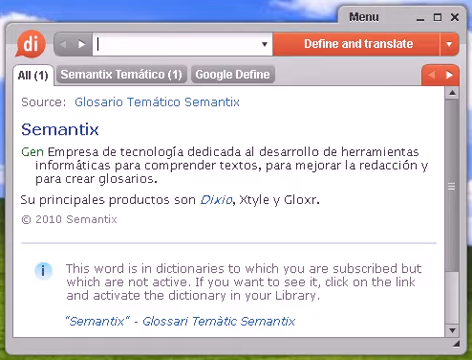 Menu
di
Define and translate
All (1)
Semantix Temático (1)
Google Define
Source: Glosario Temático Semantix
Semantix
Gen Empresa de tecnología dedicada al desarrollo de herramientas
informáticas para comprender textos, para mejorar la redacción y
para crear glosarios.
Su principales producton son Dixio, Xtyle y Gloxr.
© 2010 Semantix
i
This word is in dictionaries to which you are subscribed but
which are not active. If you want to see it, click on the link
and activate the dictionary in your Library.
"Semantix" - Glossari Temàtic Semantix